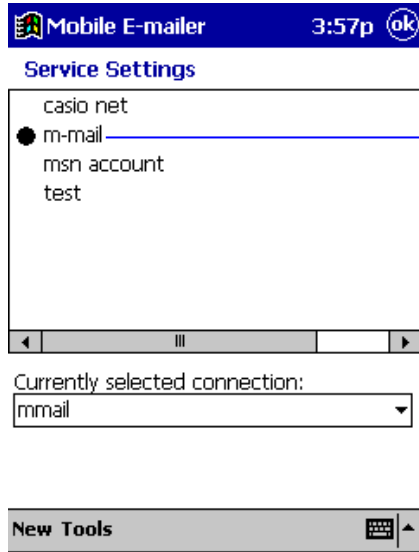 Mobile E-mailer 3:57p ok
Service Settings
casio net
m-mail
msn account
test
Currently selected connection:
mmail
New Tools